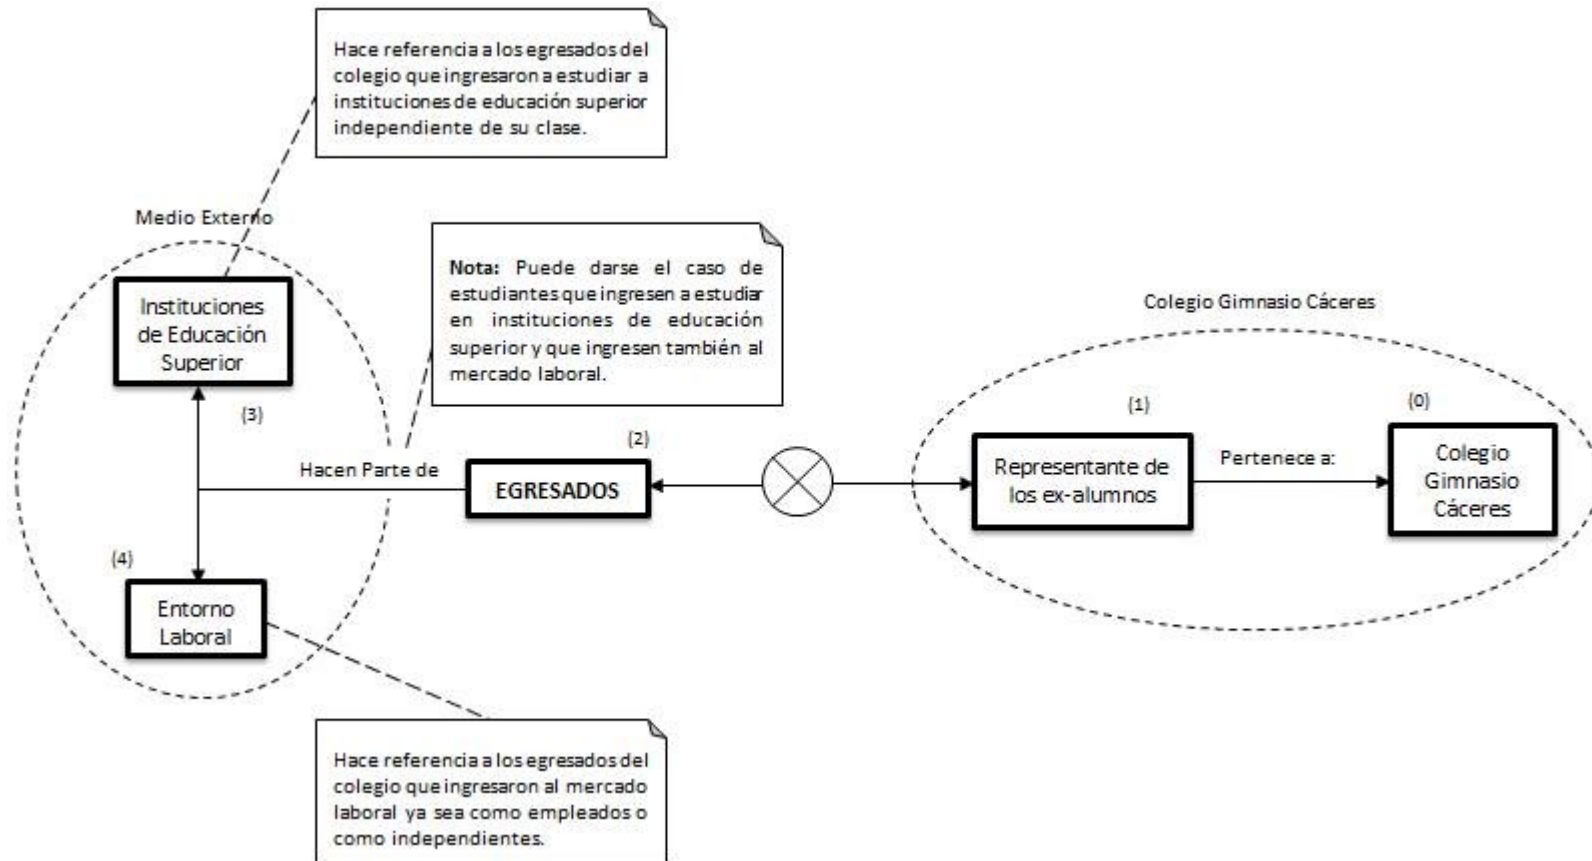 Hace referencia a los egresados del
colegio que ingresaron a estudiar a
instituciones de educación superior
independiente de su clase.
Medio Externo
Instituciones
de Educación
Superior
(3)
Nota: Puede darse el caso de
estudiantes que ingresen a estudiar
en instituciones de educación
superior y que ingresen también al
mercado laboral.
Hacen Parte de
(2)
EGRESADOS
(4)
Entorno
Laboral
Colegio Gimnasio Cáceres
(1)
Representante de
los ex-alumnos
Pertenece a:
(0)
Colegio
Gimnasio
Cáceres
Hace referencia a los egresados del
colegio que ingresaron al mercado
laboral ya sea como empleados o
como independientes.